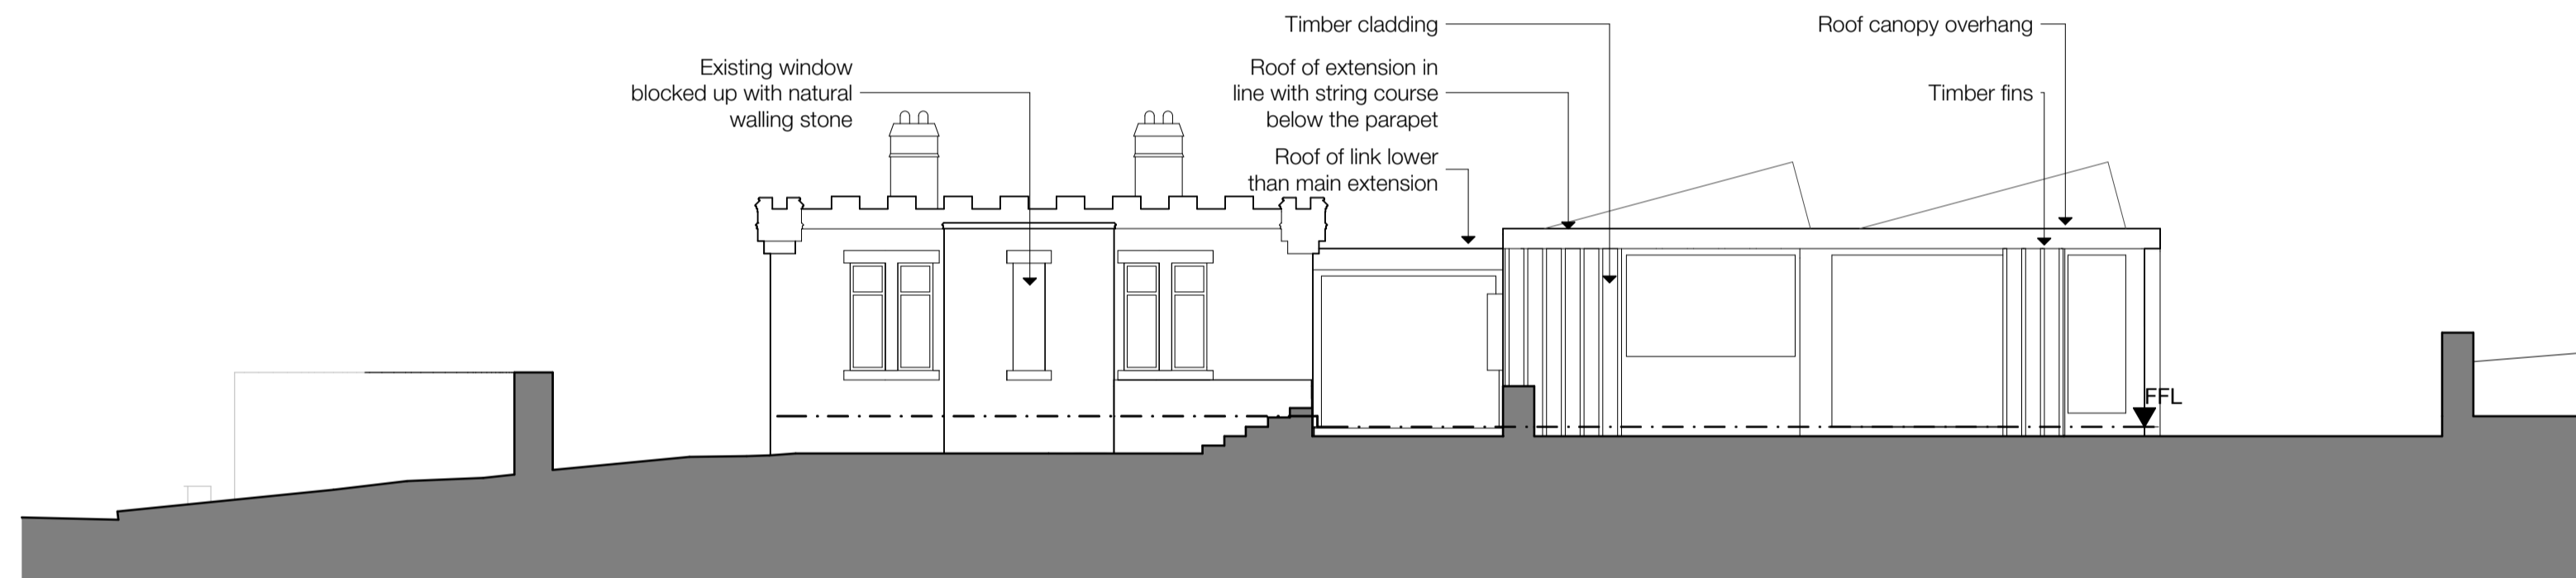 Existing window
blocked up with natural
walling stone
Timber cladding
Roof of extension in
line with string course
below the parapet
Roof of link lower
than main extension
Roof canopy overhang
Timber fins
FFL